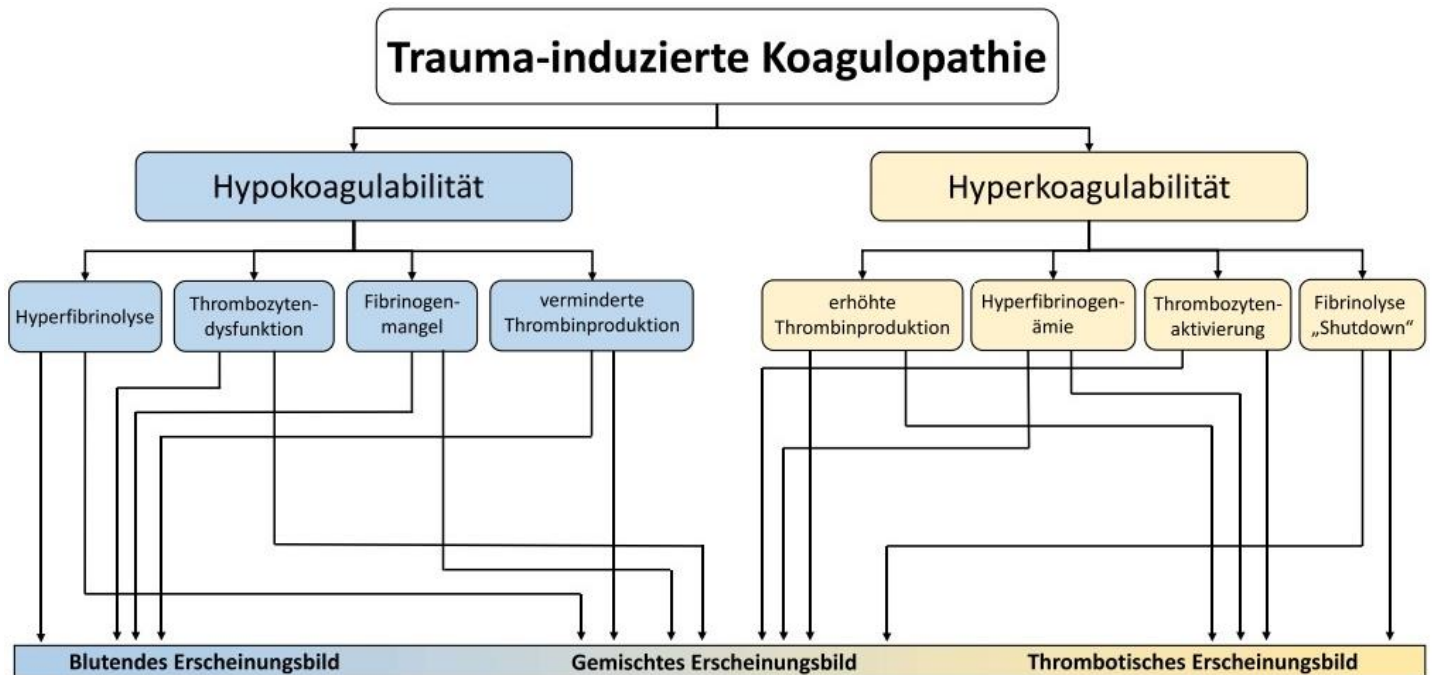 Trauma-induzierte Koagulopathie
Hypokoagulabilität
Hyperkoagulabilität
Hyperfibrinolyse
Thrombozyten-
dysfunktion
Fibrinogen-
mangel
verminderte
Thrombinproduktion
erhöhte
Thrombinproduktion
Hyperfibrinogen-
ämie
Thrombozyten-
aktivierung
Fibrinolyse
„Shutdown“
Blutendes Erscheinungsbild
Gemischtes Erscheinungsbild
Thrombotisches Erscheinungsbild